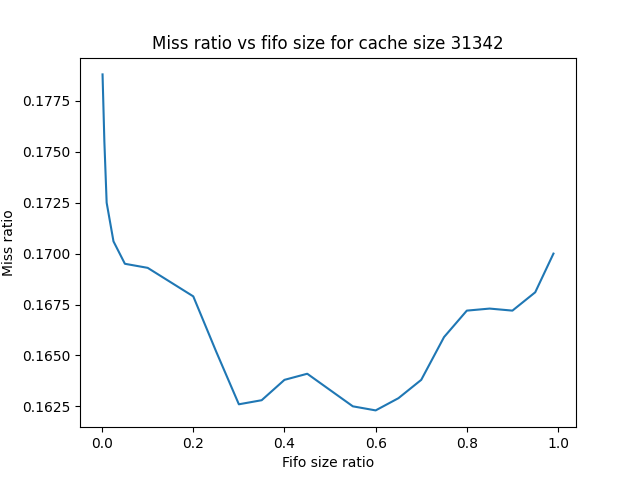 Miss ratio vs fifo size for cache size 31342
Miss ratio
0.1775
0.1750
0.1725
0.1700
0.1675
0.1650
0.1625
0.0 0.2 0.4 0.6 0.8 1.0
Fifo size ratio